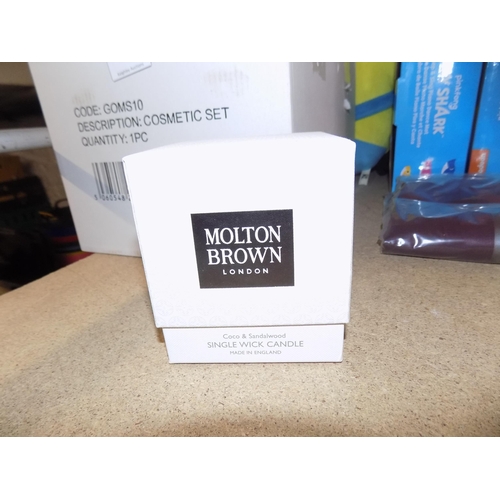 CODE: GOMS10
DESCRIPTION: COSMETIC SET
QUANTITY: 1PC
MOLTON
BROWN
LONDON
Coco & Sandalwood
SINGLE WICK CANDLE
MADE IN ENGLAND
SHARK